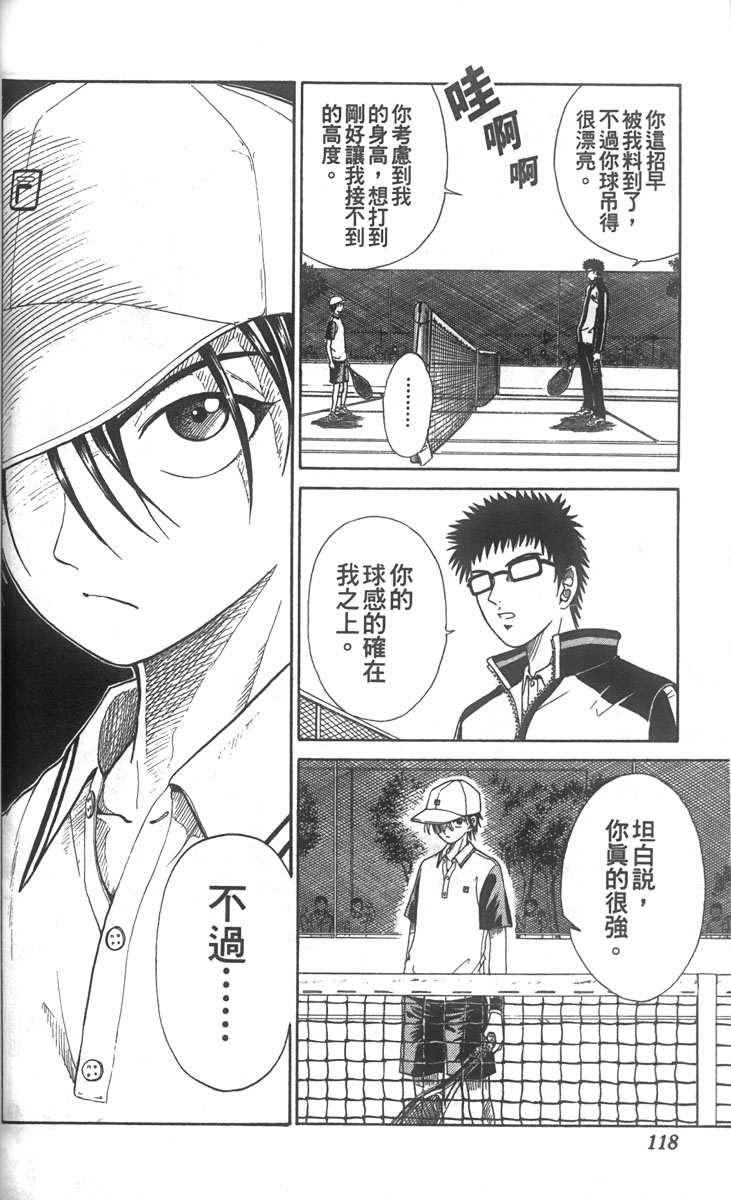 你這招早
被我料到了，
不過你球吊得
很漂亮。
哇啊啊
你考慮到我
的身高，想打到
剛好讓我接不到
的高度。
………
你的
球感的確在
我之上。
坦白説，
你真的很強。
不過……
F
118